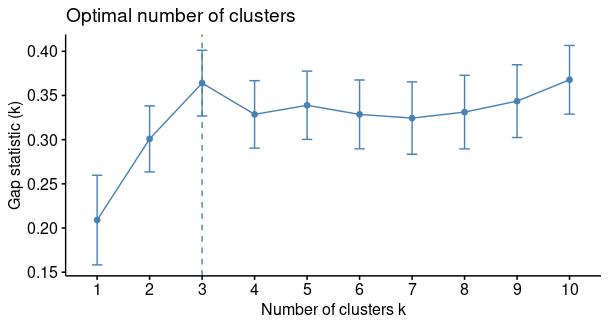 Optimal number of clusters
Gap statistic (k)
0.40
0.35
0.30
0.25
0.20
0.15
1 2 3 4 5 6 7 8 9 10
Number of clusters k